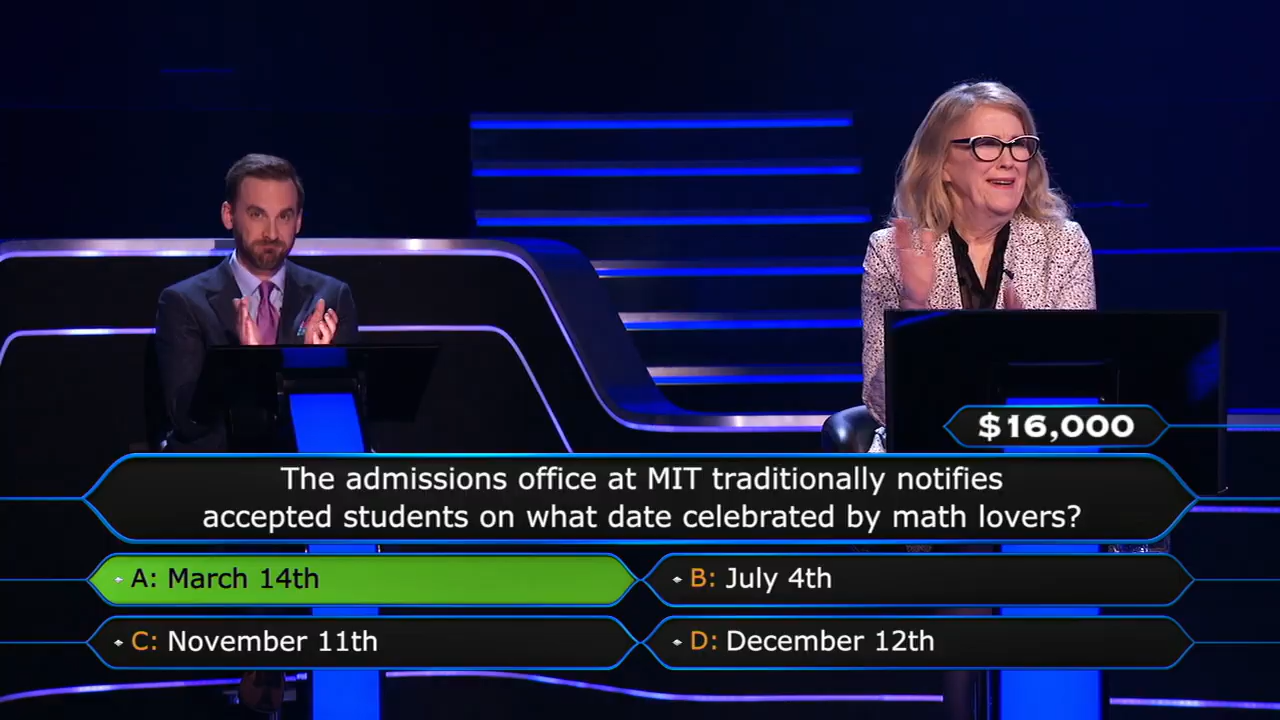 $16,000
The admissions office at MIT traditionally notifies
accepted students on what date celebrated by math lovers?
A: March 14th
B: July 4th
C: November 11th
D: December 12th